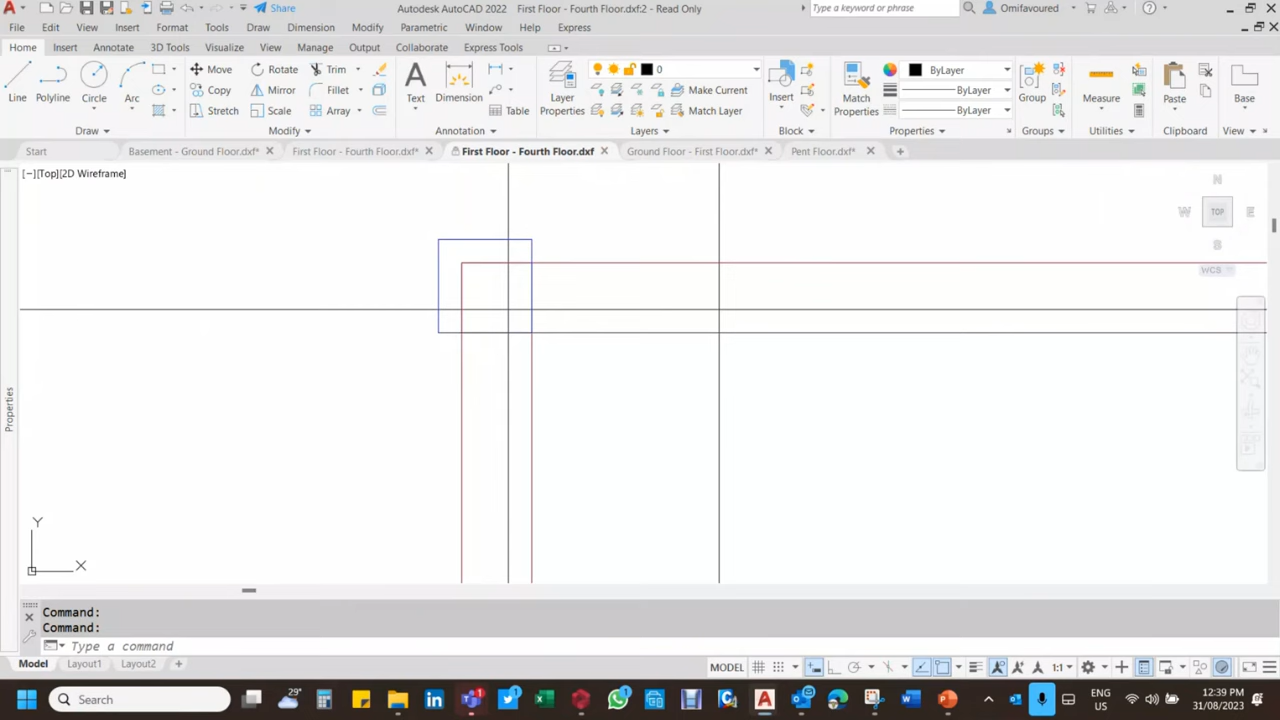 Share Autodesk AutoCAD 2022 First Floor - Fourth Floor.dxf:2 - Read Only Type a keyword or phrase Omifavoured
File Edit View Insert Format Tools Draw Dimension Modify Parametric Window Help Express
Home Insert Annotate 3D Tools Visualize View Manage Output Collaborate Express Tools
Move Rotate Trim 0 ByLayer
Line Polyline Circle Arc Copy Mirror Fillet Text Dimension Layer Properties Make Current Insert Match Properties ByLayer Group Measure Paste Base
Stretch Scale Array Table Match Layer ByLayer
Draw Modify Annotation Layers Block Properties Groups Utilities Clipboard View
Start Basement - Ground Floor.dxf* First Floor - Fourth Floor.dxf* First Floor - Fourth Floor.dxf Ground Floor - First Floor.dxf* Pent Floor.dxf*
[−][Top][2D Wireframe]
N
W TOP E
S
WCS
Properties
Y
X
Command:
Command:
Type a command
Model Layout1 Layout2 + MODEL 1:1
Search 29° 1 1 ENG US 12:39 PM 31/08/2023